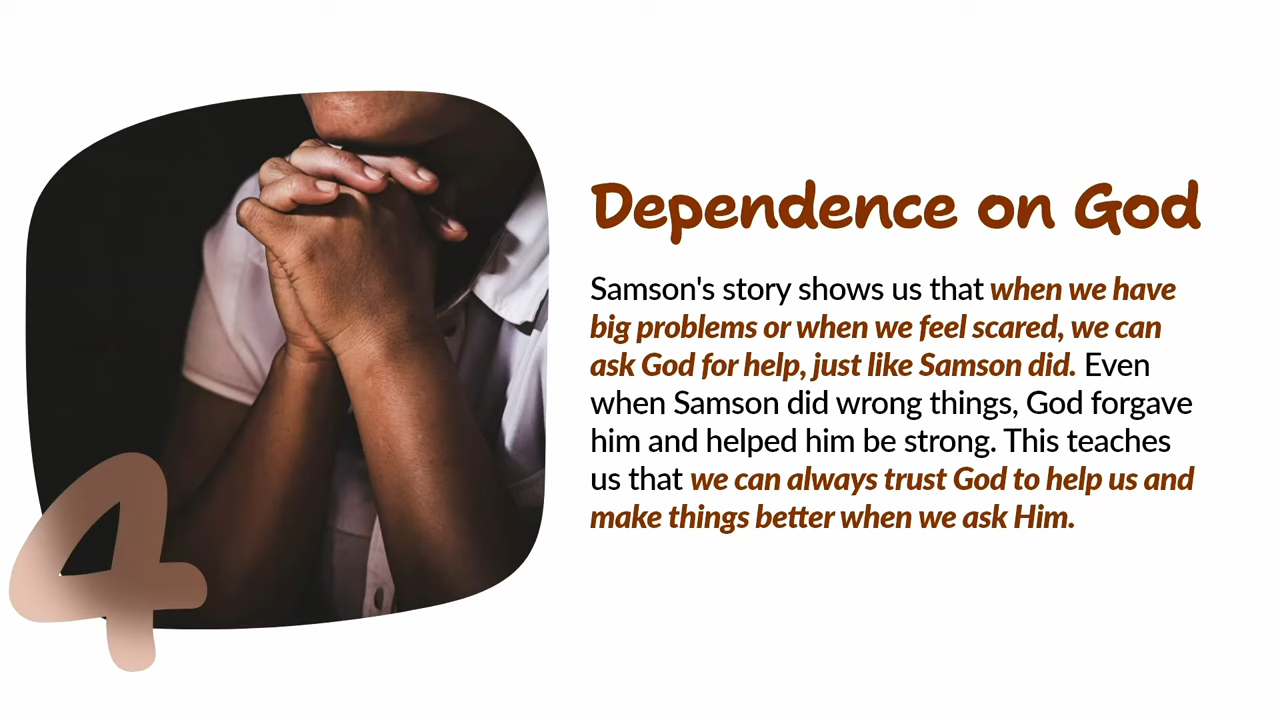 Dependence on God
Samson's story shows us that when we have
big problems or when we feel scared, we can
ask God for help, just like Samson did. Even
when Samson did wrong things, God forgave
him and helped him be strong. This teaches
us that we can always trust God to help us and
make things better when we ask Him.
4